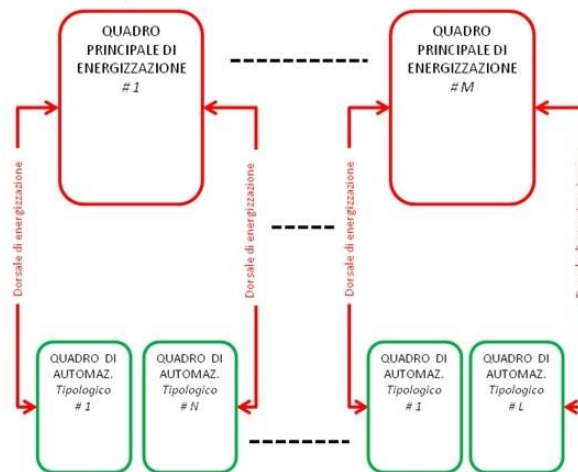 QUADRO
PRINCIPALE DI
ENERGIZZAZIONE
# 1
QUADRO
PRINCIPALE DI
ENERGIZZAZIONE
# M
Dorsale di energizzazione
Dorsale di energizzazione
Dorsale di energizzazione
QUADRO DI
AUTOMAZ.
Tipologico
# 1
QUADRO DI
AUTOMAZ.
Tipologico
# N
QUADRO DI
AUTOMAZ.
Tipologico
# 1
QUADRO DI
AUTOMAZ.
Tipologico
# L